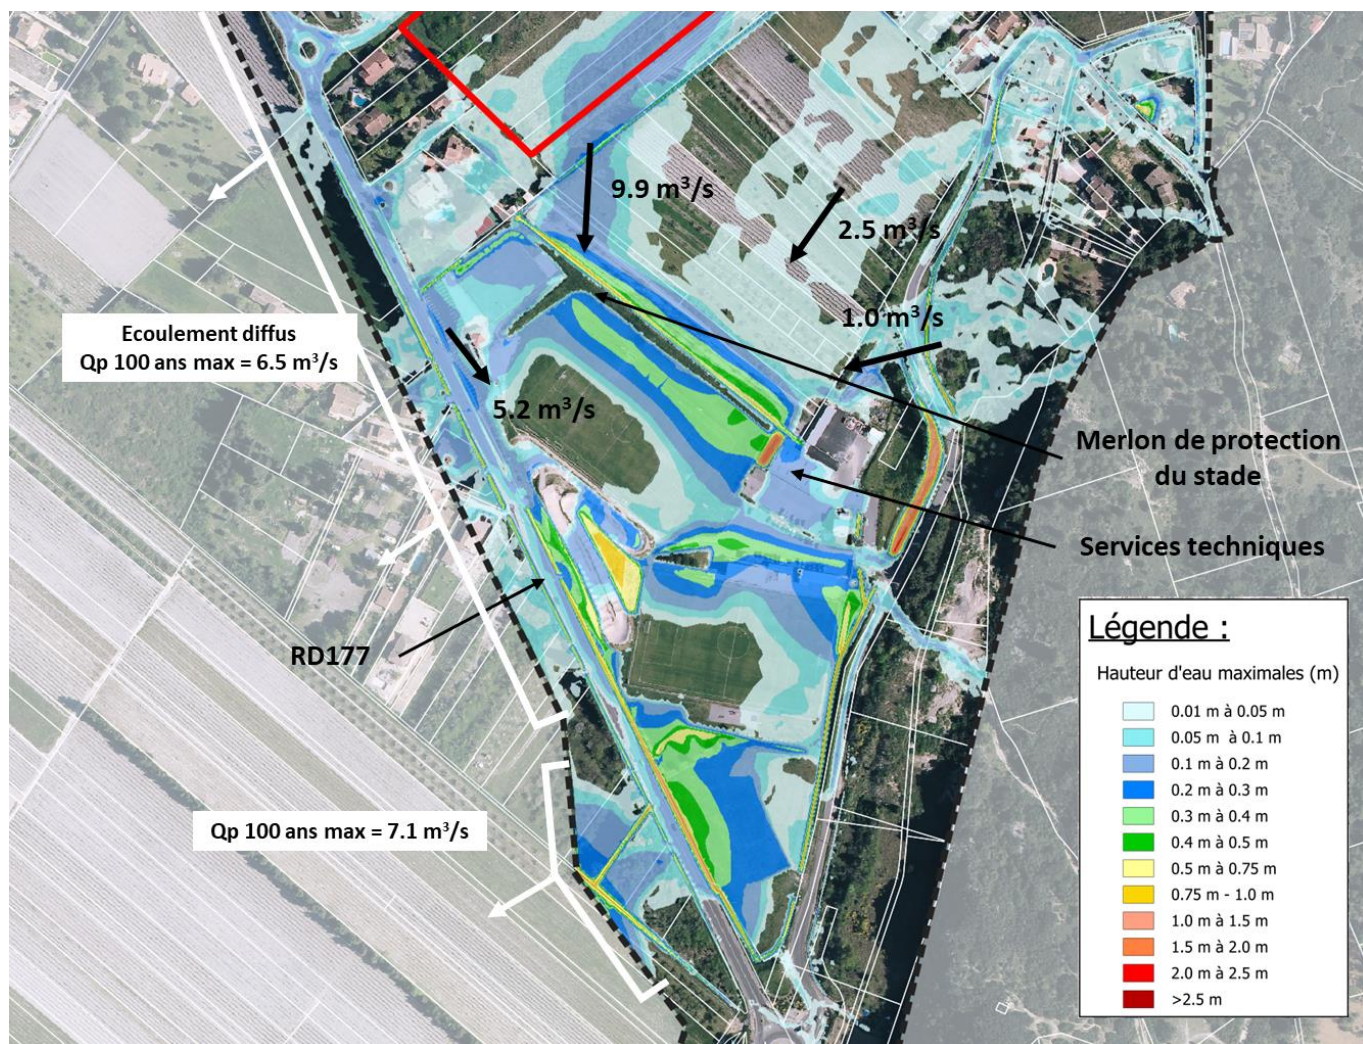 9.9 m³/s
2.5 m³/s
1.0 m³/s
Ecoulement diffus
Qp 100 ans max = 6.5 m³/s
5.2 m³/s
Merlon de protection
du stade
Services techniques
RD177
Qp 100 ans max = 7.1 m³/s
Légende :
Hauteur d'eau maximales (m)
0.01 m à 0.05 m
0.05 m à 0.1 m
0.1 m à 0.2 m
0.2 m à 0.3 m
0.3 m à 0.4 m
0.4 m à 0.5 m
0.5 m à 0.75 m
0.75 m - 1.0 m
1.0 m à 1.5 m
1.5 m à 2.0 m
2.0 m à 2.5 m
>2.5 m